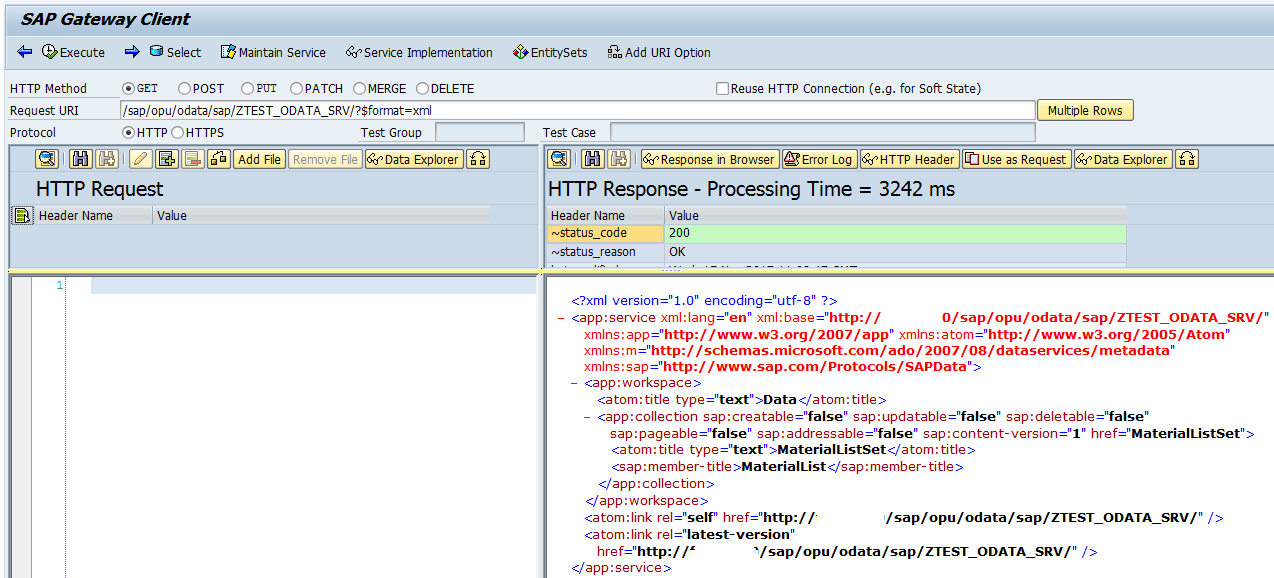 SAP Gateway Client
Execute Select Maintain Service Service Implementation EntitySets Add URI Option
HTTP Method GET POST PUT PATCH MERGE DELETE Reuse HTTP Connection (e.g. for Soft State)
Request URI /sap/opu/odata/sap/ZTEST_ODATA_SRV/?$format=xml Multiple Rows
Protocol HTTP HTTPS Test Group Test Case
Add File Remove File Data Explorer Response in Browser Error Log HTTP Header Use as Request Data Explorer
HTTP Request HTTP Response - Processing Time = 3242 ms
Header Name Value Header Name Value
~status_code 200
~status_reason OK
1
<?xml version="1.0" encoding="utf-8" ?>
- <app:service xml:lang="en" xml:base="http:// 0/sap/opu/odata/sap/ZTEST_ODATA_SRV/"
xmlns:app="http://www.w3.org/2007/app" xmlns:atom="http://www.w3.org/2005/Atom"
xmlns:m="http://schemas.microsoft.com/ado/2007/08/dataservices/metadata"
xmlns:sap="http://www.sap.com/Protocols/SAPData">
- <app:workspace>
<atom:title type="text">Data</atom:title>
- <app:collection sap:creatable="false" sap:updatable="false" sap:deletable="false"
sap:pageable="false" sap:addressable="false" sap:content-version="1" href="MaterialListSet">
<atom:title type="text">MaterialListSet</atom:title>
<sap:member-title>MaterialList</sap:member-title>
</app:collection>
</app:workspace>
<atom:link rel="self" href="http:// /sap/opu/odata/sap/ZTEST_ODATA_SRV/" />
<atom:link rel="latest-version"
href="http:// /sap/opu/odata/sap/ZTEST_ODATA_SRV/" />
</app:service>